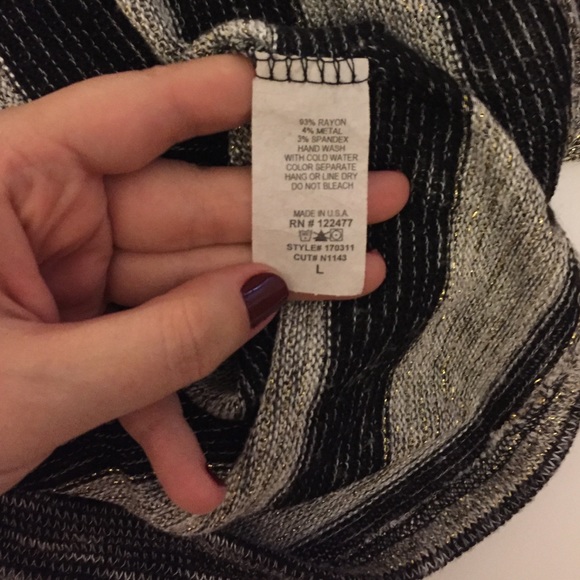 93% RAYON
4% METAL
3% SPANDEX
HAND WASH
WITH COLD WATER
COLOR SEPARATE
HANG OR LINE DRY
DO NOT BLEACH
MADE IN U.S.A.
RN # 122477
STYLE# 170311
CUT# N1143
L